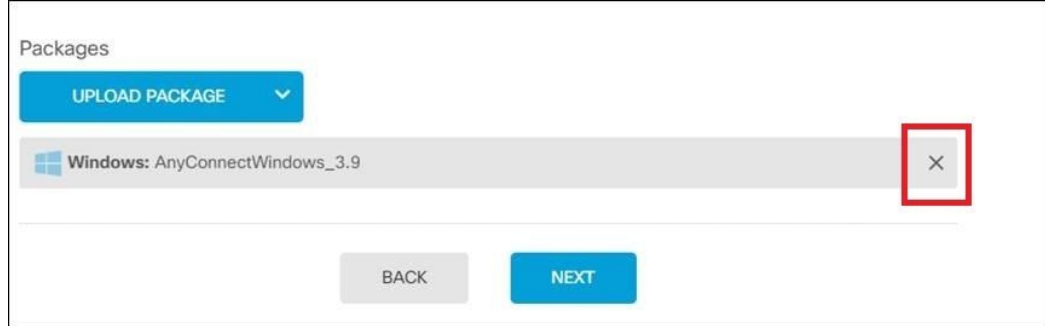 Packages
UPLOAD PACKAGE
Windows: AnyConnectWindows_3.9
BACK NEXT